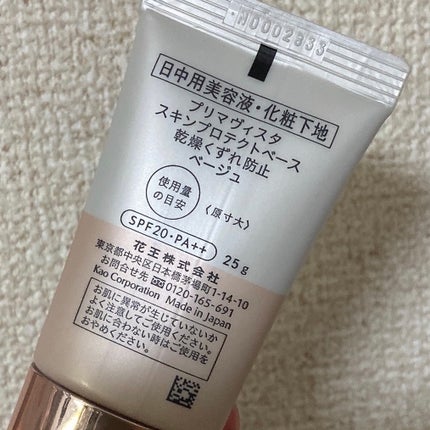 N0002833
日中用美容液・化粧下地
プリマヴィスタ
スキンプロテクトベース
乾燥くずれ防止
ベージュ
使用量
の目安
〈原寸大〉
SPF20・PA++
25g
花王株式会社
東京都中央区日本橋茅場町1-14-10
お問合せ先 0120-165-691
Kao Corporation Made in Japan
お肌に異常が生じていないか
よく注意してご使用ください。
お肌に合わない時はご使用を
おやめください。